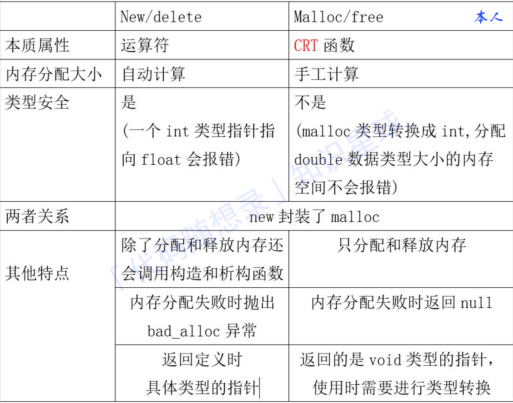 New/delete Malloc/free 本人
本质属性 运算符 CRT 函数
内存分配大小 自动计算 手工计算
类型安全 是 不是
(一个 int 类型指针指 (malloc 类型转换成 int,分配
向 float 会报错) double 数据类型大小的内存
空间不会报错)
两者关系 new 封装了 malloc
其他特点 除了分配和释放内存还 只分配和释放内存
会调用构造和析构函数
内存分配失败时抛出 内存分配失败时返回 null
bad_alloc 异常
返回定义时 返回的是 void 类型的指针，
具体类型的指针 使用时需要进行类型转换
「代码随想录」知识星球